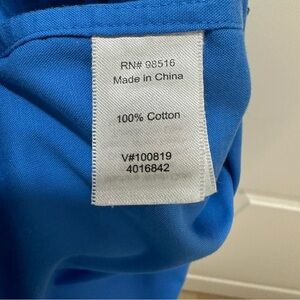 RN# 98516
Made in China
100% Cotton
V#100819
4016842